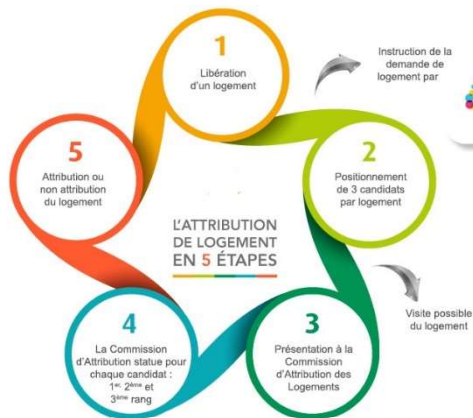 1
Libération
d'un logement
Instruction de la
demande de
logement par
2
Positionnement
de 3 candidats
par logement
Visite possible
du logement
3
Présentation à la
Commission
d'Attribution des
Logements
4
La Commission
d'Attribution statue pour
chaque candidat :
1er, 2ème et
3ème rang
5
Attribution ou
non attribution
du logement
L'ATTRIBUTION
DE LOGEMENT
EN 5 ÉTAPES